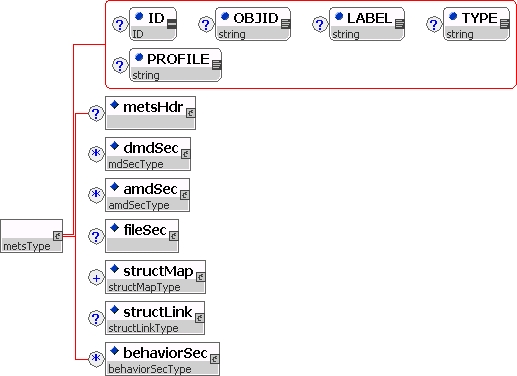 ? ID ? OBJID ? LABEL ? TYPE
ID string string string
? PROFILE
string
? metsHdr
* dmdSec
mdSecType
* amdSec
amdSecType
? fileSec
metsType
+ structMap
structMapType
? structLink
structLinkType
* behaviorSec
behaviorSecType